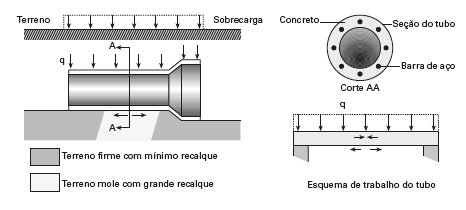 Terreno
Sobrecarga
A
q
A
Terreno firme com mínimo recalque
Terreno mole com grande recalque
Concreto
Seção do tubo
Barra de aço
Corte AA
q
Esquema de trabalho do tubo